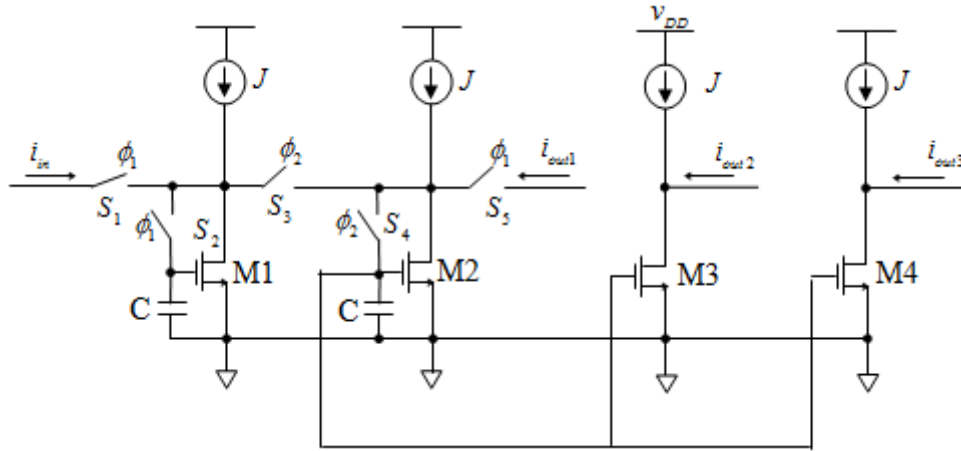 v_DD
J
J
J
J
i_in
ϕ₁
ϕ₂
ϕ₁
i_out1
i_out2
i_out3
S₁
S₃
S₅
ϕ₁
S₂
ϕ₂
S₄
M1
M2
M3
M4
C
C